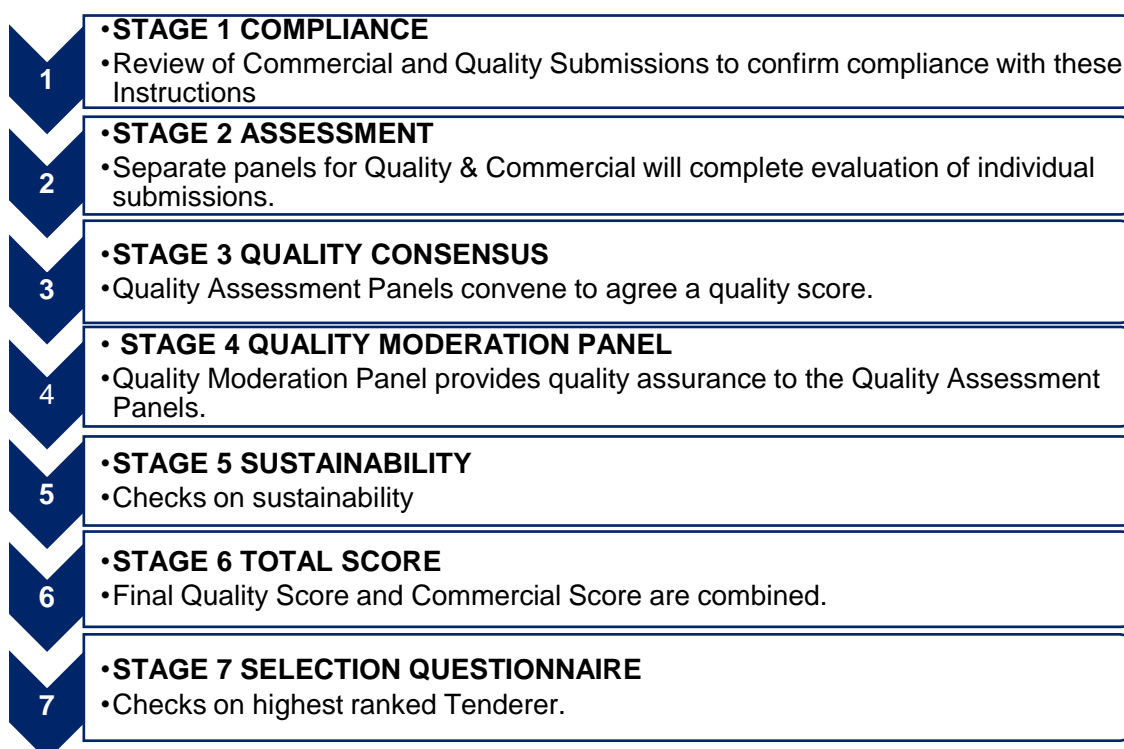 1
•STAGE 1 COMPLIANCE
•Review of Commercial and Quality Submissions to confirm compliance with these
Instructions
2
•STAGE 2 ASSESSMENT
•Separate panels for Quality & Commercial will complete evaluation of individual
submissions.
3
•STAGE 3 QUALITY CONSENSUS
•Quality Assessment Panels convene to agree a quality score.
4
• STAGE 4 QUALITY MODERATION PANEL
•Quality Moderation Panel provides quality assurance to the Quality Assessment
Panels.
5
•STAGE 5 SUSTAINABILITY
•Checks on sustainability
6
•STAGE 6 TOTAL SCORE
•Final Quality Score and Commercial Score are combined.
7
•STAGE 7 SELECTION QUESTIONNAIRE
•Checks on highest ranked Tenderer.